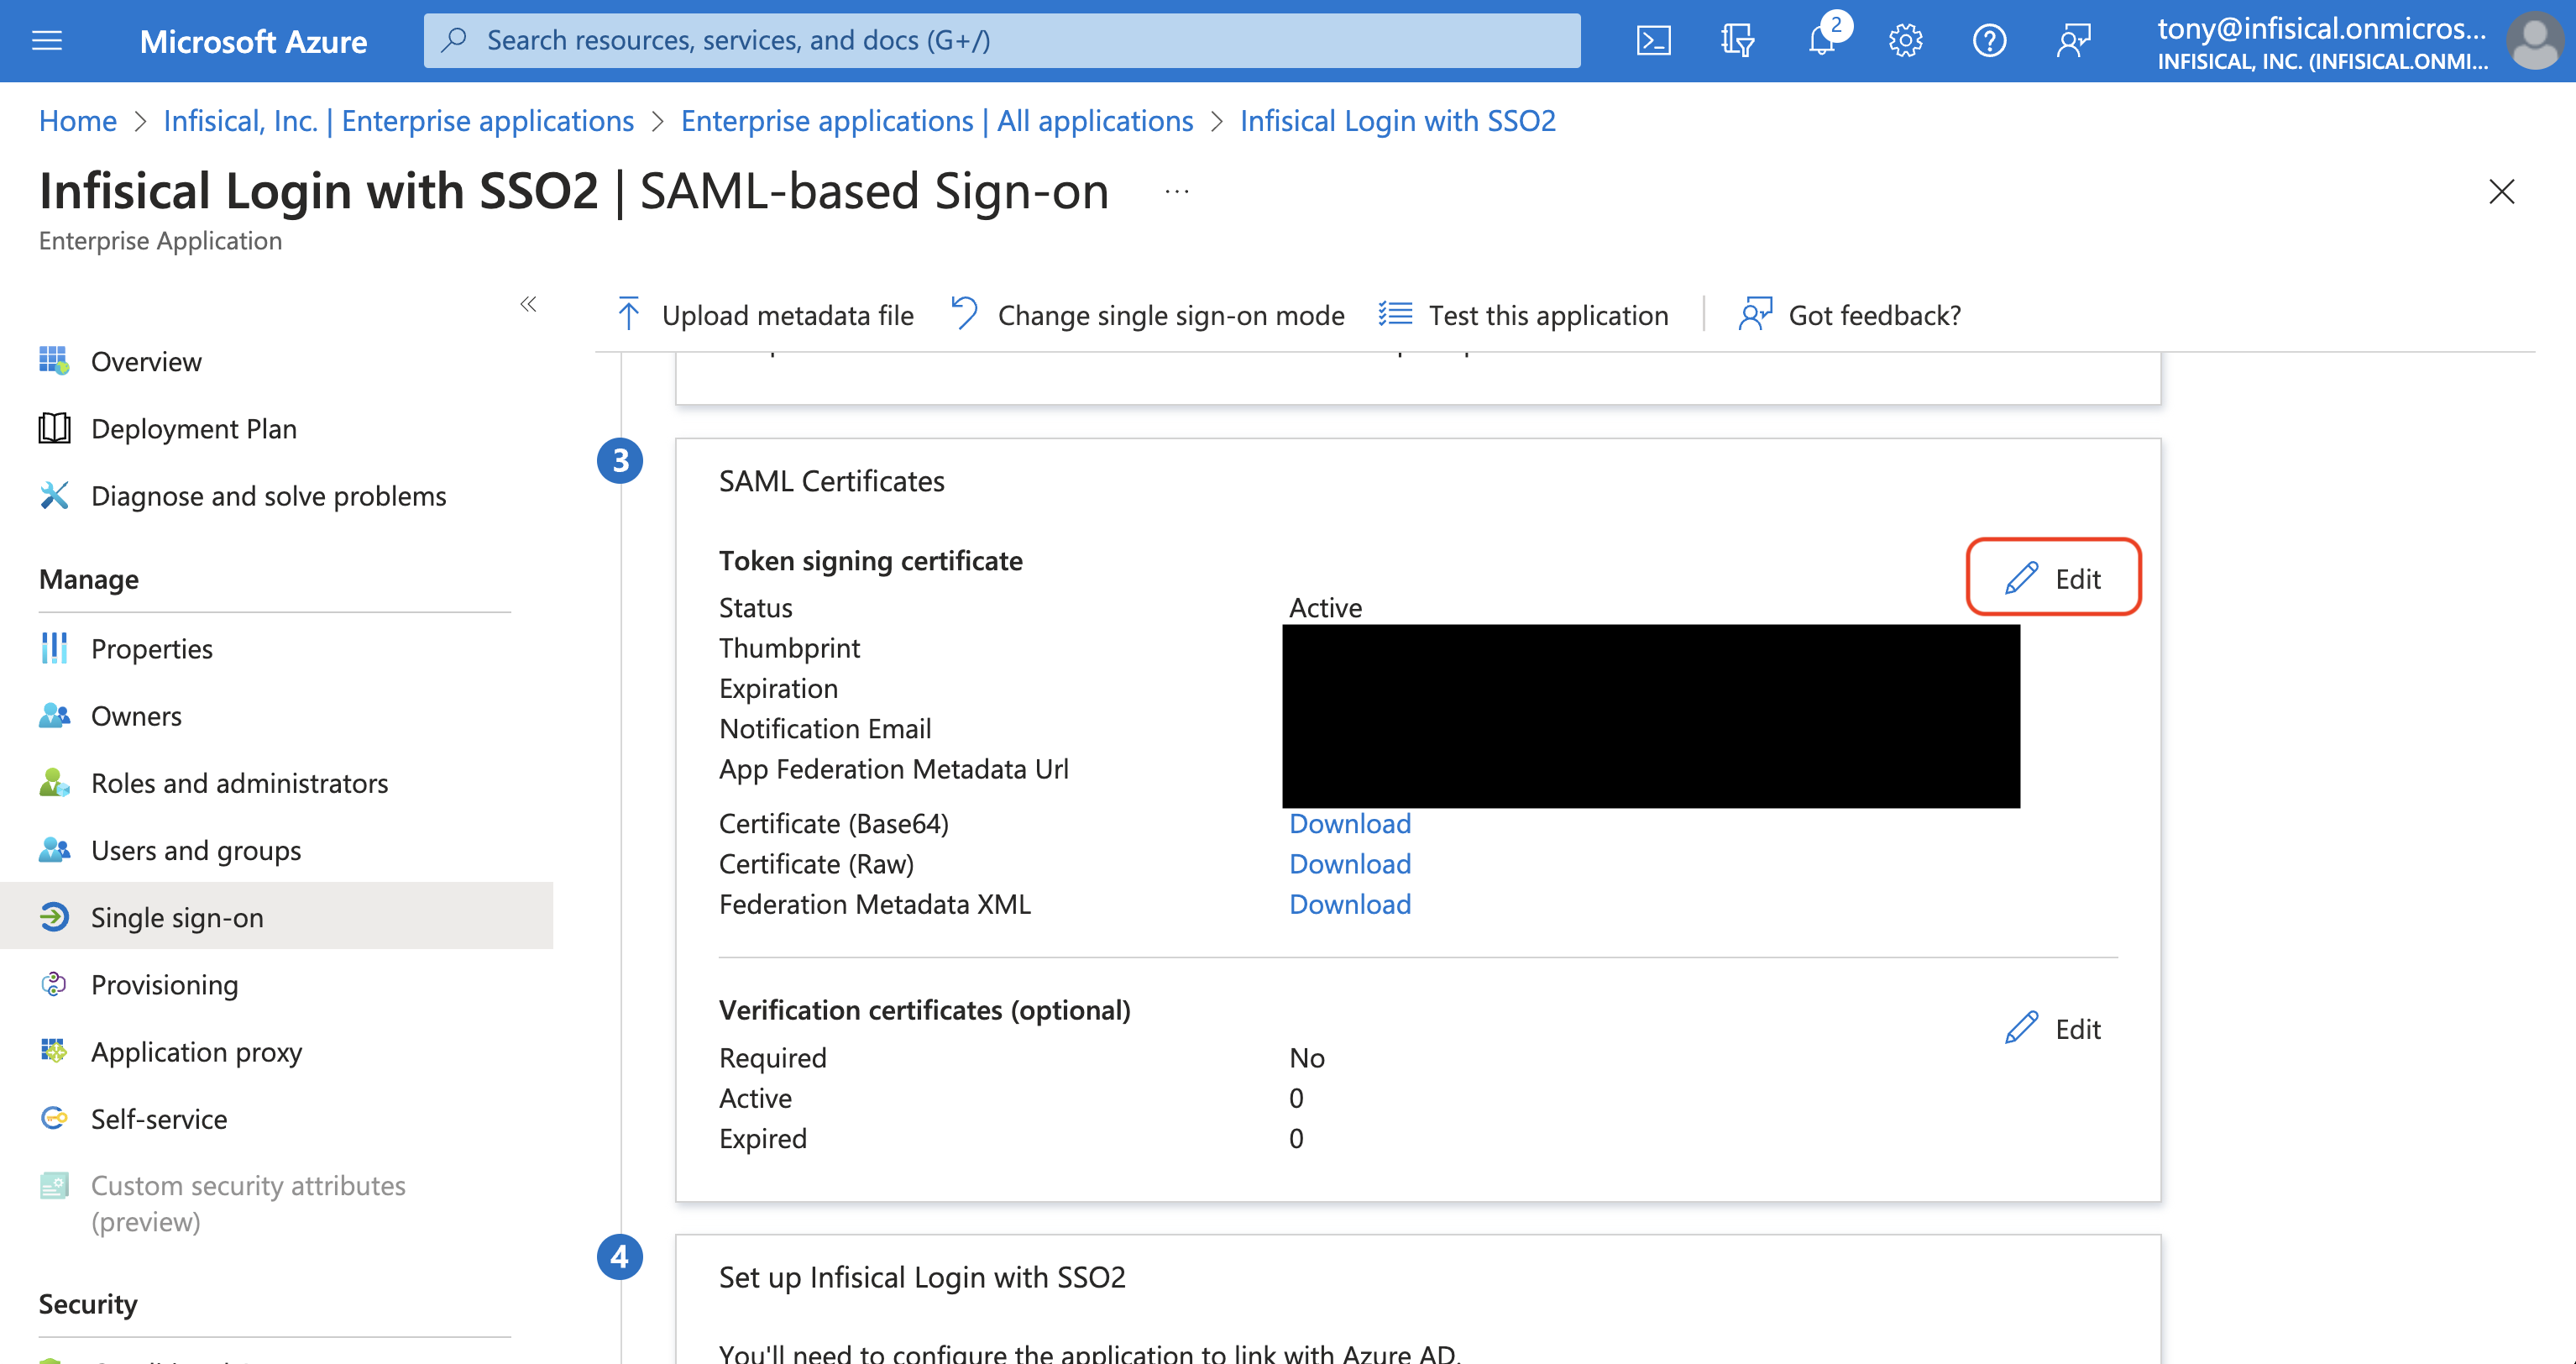 Microsoft Azure
Search resources, services, and docs (G+/)
2
tony@infisical.onmicros...
INFISICAL, INC. (INFISICAL.ONMI...
Home > Infisical, Inc. | Enterprise applications > Enterprise applications | All applications > Infisical Login with SSO2
Infisical Login with SSO2 | SAML-based Sign-on ...
Enterprise Application
Upload metadata file
Change single sign-on mode
Test this application
Got feedback?
Overview
Deployment Plan
Diagnose and solve problems
Manage
Properties
Owners
Roles and administrators
Users and groups
Single sign-on
Provisioning
Application proxy
Self-service
Custom security attributes
(preview)
Security
3
SAML Certificates
Token signing certificate
Edit
Status Active
Thumbprint
Expiration
Notification Email
App Federation Metadata Url
Certificate (Base64) Download
Certificate (Raw) Download
Federation Metadata XML Download
Verification certificates (optional)
Edit
Required No
Active 0
Expired 0
4
Set up Infisical Login with SSO2
You'll need to configure the application to link with Azure AD.